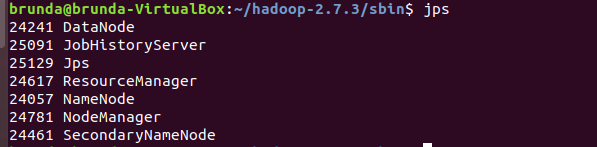 brunda@brunda-VirtualBox:~/hadoop-2.7.3/sbin$ jps
24241 DataNode
25091 JobHistoryServer
25129 Jps
24617 ResourceManager
24057 NameNode
24781 NodeManager
24461 SecondaryNameNode